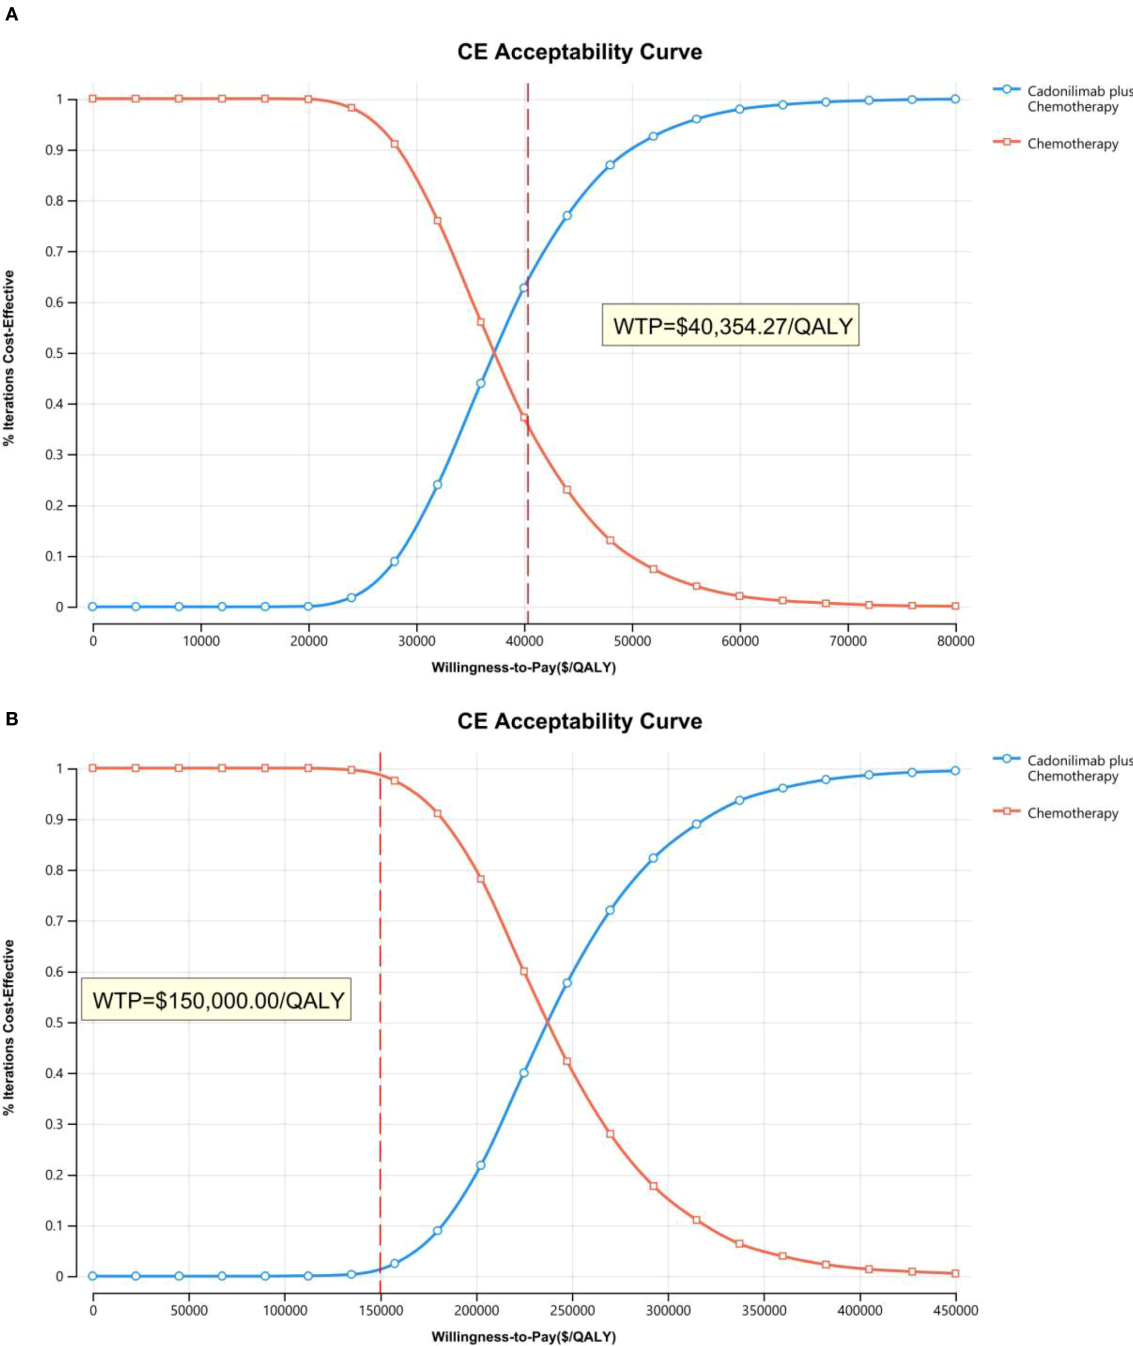 A
CE Acceptability Curve
Cadonilimab plus
Chemotherapy
Chemotherapy
% Iterations Cost-Effective
1
0.9
0.8
0.7
0.6
0.5
0.4
0.3
0.2
0.1
0
WTP=$40,354.27/QALY
0 10000 20000 30000 40000 50000 60000 70000 80000
Willingness-to-Pay($/QALY)
B
CE Acceptability Curve
Cadonilimab plus
Chemotherapy
Chemotherapy
% Iterations Cost-Effective
1
0.9
0.8
0.7
0.6
0.5
0.4
0.3
0.2
0.1
0
WTP=$150,000.00/QALY
0 50000 100000 150000 200000 250000 300000 350000 400000 450000
Willingness-to-Pay($/QALY)